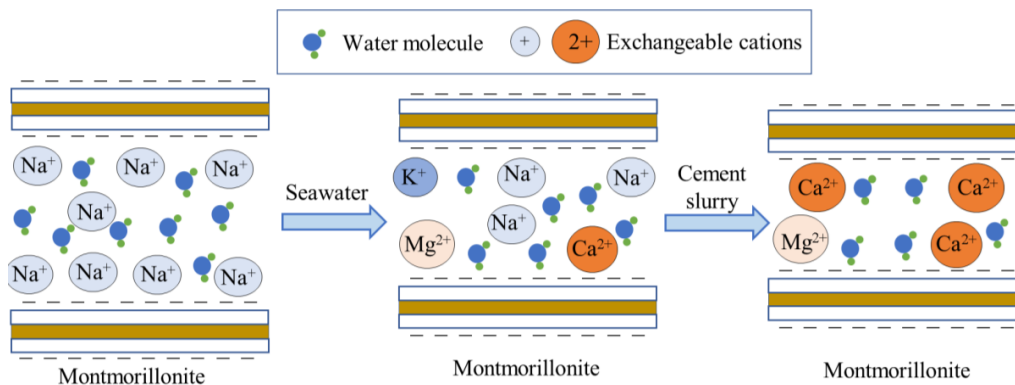 Water molecule + 2+ Exchangeable cations
Na⁺ Na⁺ Na⁺
Na⁺
Na⁺ Na⁺ Na⁺ Na⁺
Montmorillonite
Seawater
K⁺ Na⁺ Na⁺
Na⁺
Mg²⁺ Ca²⁺
Montmorillonite
Cement
slurry
Ca²⁺ Ca²⁺
Mg²⁺ Ca²⁺
Montmorillonite